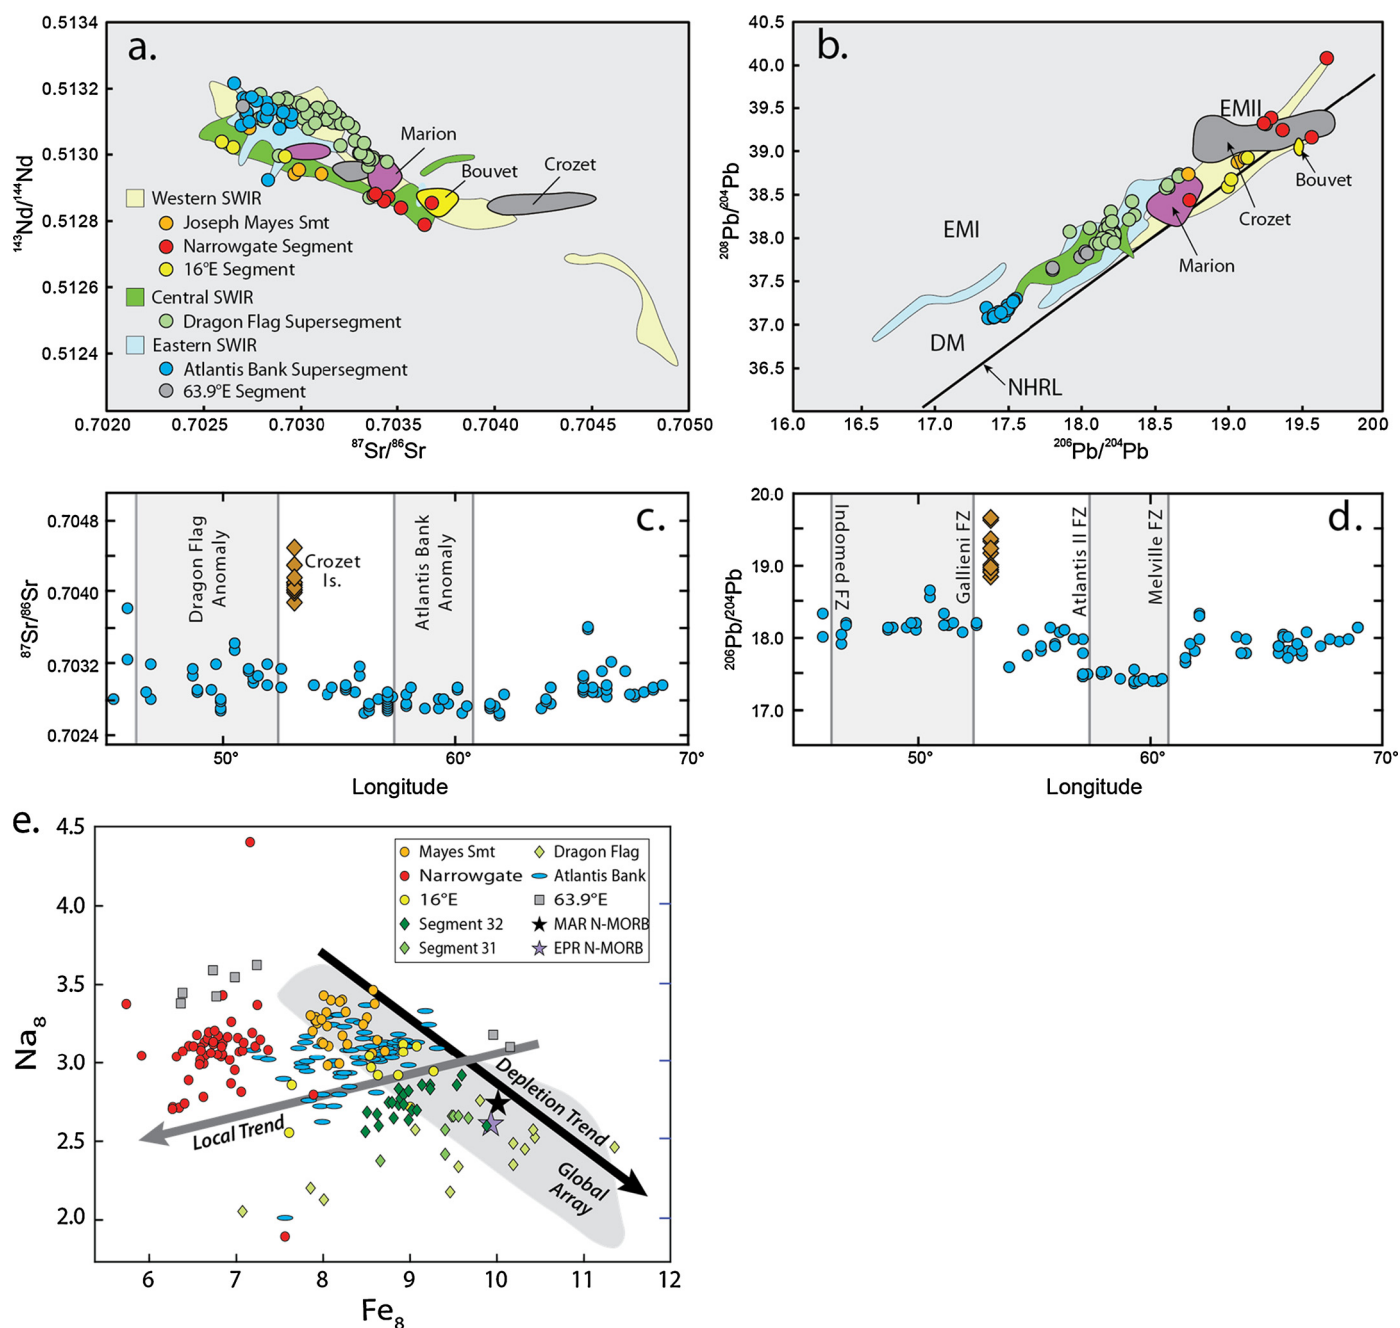 a.
0.5134
0.5132
0.5130
0.5128
0.5126
0.5124
¹⁴³Nd/¹⁴⁴Nd
Marion
Bouvet
Crozet
Western SWIR
Joseph Mayes Smt
Narrowgate Segment
16°E Segment
Central SWIR
Dragon Flag Supersegment
Eastern SWIR
Atlantis Bank Supersegment
63.9°E Segment
0.7020 0.7025 0.7030 0.7035 0.7040 0.7045 0.7050
⁸⁷Sr/⁸⁶Sr
b.
40.5
40.0
39.5
39.0
38.5
38.0
37.5
37.0
36.5
²⁰⁸Pb/²⁰⁴Pb
EMII
Bouvet
Crozet
EMI
Marion
DM
NHRL
16.0 16.5 17.0 17.5 18.0 18.5 19.0 19.5 20.0
²⁰⁶Pb/²⁰⁴Pb
c.
0.7048
0.7040
0.7032
0.7024
⁸⁷Sr/⁸⁶Sr
Dragon Flag
Anomaly
Crozet
Is.
Atlantis Bank
Anomaly
50° 60° 70°
Longitude
d.
20.0
19.0
18.0
17.0
²⁰⁶Pb/²⁰⁴Pb
Indomed FZ
Gallieni FZ
Atlantis II FZ
Melville FZ
50° 60° 70°
Longitude
e.
4.5
4.0
3.5
3.0
2.5
2.0
Na₈
Mayes Smt
Narrowgate
16°E
Segment 32
Segment 31
Dragon Flag
Atlantis Bank
63.9°E
MAR N-MORB
EPR N-MORB
Depletion Trend
Local Trend
Global
Array
6 7 8 9 10 11 12
Fe₈